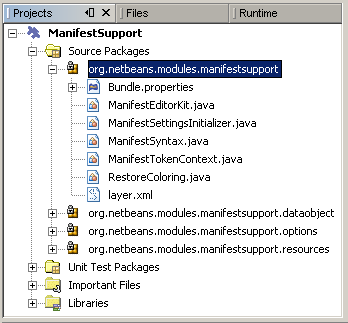 Projects Files Runtime
ManifestSupport
Source Packages
org.netbeans.modules.manifestsupport
Bundle.properties
ManifestEditorKit.java
ManifestSettingsInitializer.java
ManifestSyntax.java
ManifestTokenContext.java
RestoreColoring.java
layer.xml
org.netbeans.modules.manifestsupport.dataobject
org.netbeans.modules.manifestsupport.options
org.netbeans.modules.manifestsupport.resources
Unit Test Packages
Important Files
Libraries